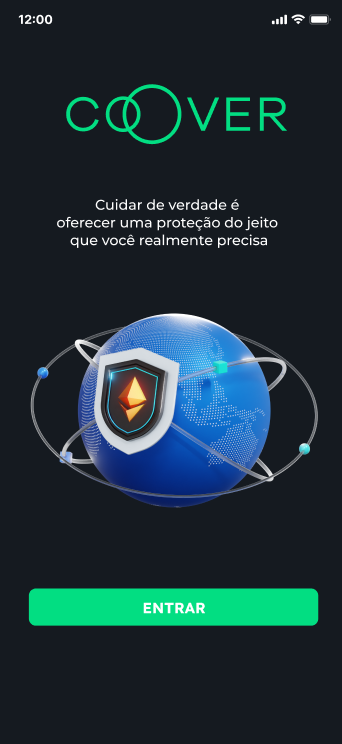 12:00
COOVER
Cuidar de verdade é
oferecer uma proteção do jeito
que você realmente precisa
ENTRAR